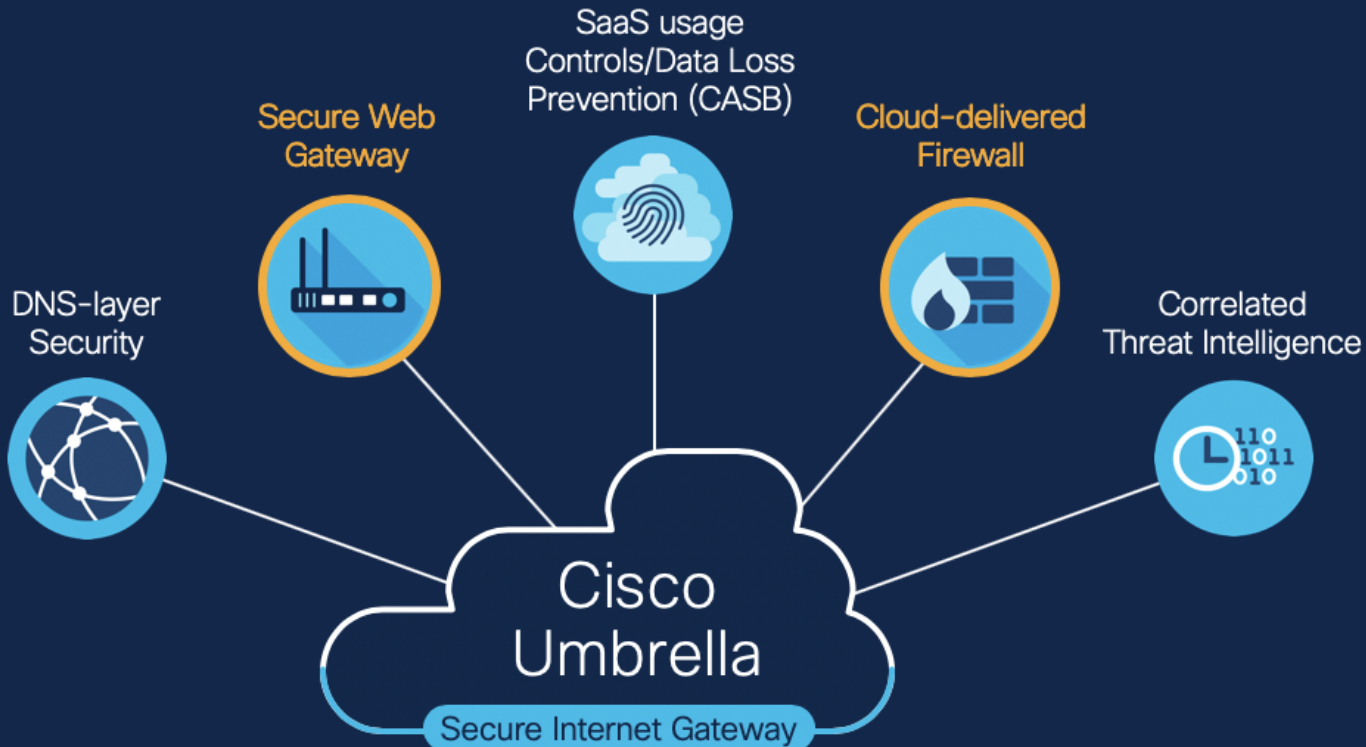 SaaS usage
Controls/Data Loss
Prevention (CASB)
Secure Web
Gateway
Cloud-delivered
Firewall
DNS-layer
Security
Correlated
Threat Intelligence
110
1011
010
Cisco
Umbrella
Secure Internet Gateway